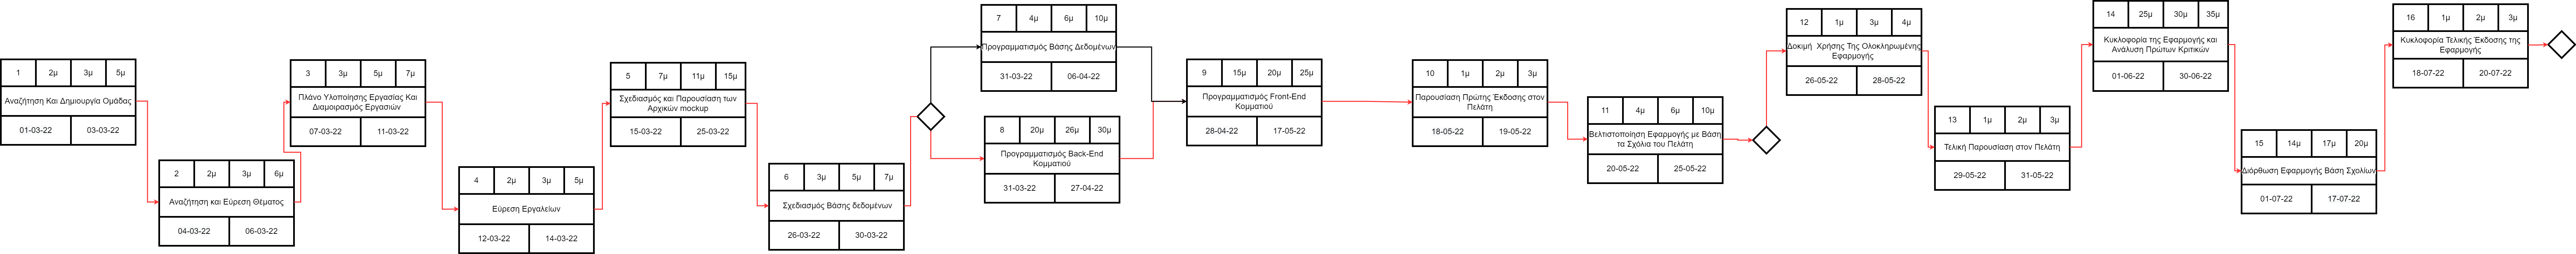 1 2μ 3μ 5μ
Αναζήτηση Και Δημιουργία Ομάδας
01-03-22 03-03-22
2 2μ 3μ 6μ
Αναζήτηση και Εύρεση Θέματος
04-03-22 06-03-22
3 3μ 5μ 7μ
Πλάνο Υλοποίησης Εργασίας Και
Διαμοιρασμός Εργασιών
07-03-22 11-03-22
4 2μ 3μ 5μ
Εύρεση Εργαλείων
12-03-22 14-03-22
5 7μ 11μ 15μ
Σχεδιασμός και Παρουσίαση των
Αρχικών mockup
15-03-22 25-03-22
6 3μ 5μ 7μ
Σχεδιασμός Βάσης δεδομένων
26-03-22 30-03-22
7 4μ 6μ 10μ
Προγραμματισμός Βάσης Δεδομένων
31-03-22 06-04-22
8 20μ 26μ 30μ
Προγραμματισμός Back-End
Κομματιού
31-03-22 27-04-22
9 15μ 20μ 25μ
Προγραμματισμός Front-End
Κομματιού
28-04-22 17-05-22
10 1μ 2μ 3μ
Παρουσίαση Πρώτης Έκδοσης στον
Πελάτη
18-05-22 19-05-22
11 4μ 6μ 10μ
Βελτιστοποίηση Εφαρμογής με Βάση
τα Σχόλια του Πελάτη
20-05-22 25-05-22
12 1μ 3μ 4μ
Δοκιμή Χρήσης Της Ολοκληρωμένης
Εφαρμογής
26-05-22 28-05-22
13 1μ 2μ 3μ
Τελική Παρουσίαση στον Πελάτη
29-05-22 31-05-22
14 25μ 30μ 35μ
Κυκλοφορία της Εφαρμογής και
Ανάλυση Πρώτων Κριτικών
01-06-22 30-06-22
15 14μ 17μ 20μ
Διόρθωση Εφαρμογής Βάση Σχολίων
01-07-22 17-07-22
16 1μ 2μ 3μ
Κυκλοφορία Τελικής Έκδοσης της
Εφαρμογής
18-07-22 20-07-22